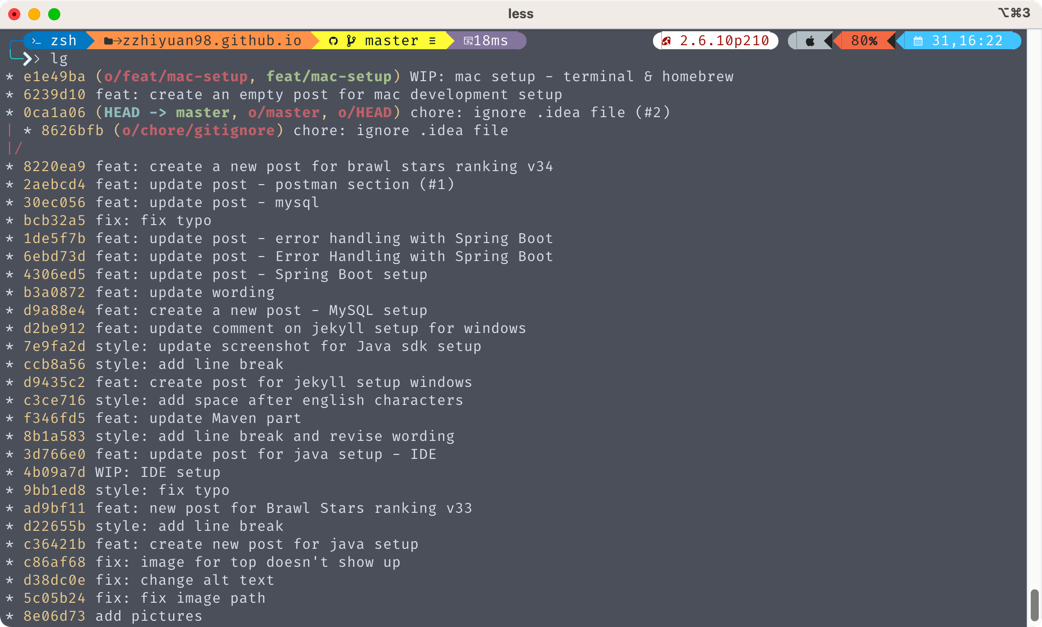 less
⌥⌘3
zsh zzhiyuan98.github.io master ≡ 18ms 2.6.10p210 80% 31,16:22
> lg
* e1e49ba (o/feat/mac-setup, feat/mac-setup) WIP: mac setup - terminal & homebrew
* 6239d10 feat: create an empty post for mac development setup
* 0ca1a06 (HEAD -> master, o/master, o/HEAD) chore: ignore .idea file (#2)
| * 8626bfb (o/chore/gitignore) chore: ignore .idea file
|/
* 8220ea9 feat: create a new post for brawl stars ranking v34
* 2aebcd4 feat: update post - postman section (#1)
* 30ec056 feat: update post - mysql
* bcb32a5 fix: fix typo
* 1de5f7b feat: update post - error handling with Spring Boot
* 6ebd73d feat: update post - Error Handling with Spring Boot
* 4306ed5 feat: update post - Spring Boot setup
* b3a0872 feat: update wording
* d9a88e4 feat: create a new post - MySQL setup
* d2be912 feat: update comment on jekyll setup for windows
* 7e9fa2d style: update screenshot for Java sdk setup
* ccb8a56 style: add line break
* d9435c2 feat: create post for jekyll setup windows
* c3ce716 style: add space after english characters
* f346fd5 feat: update Maven part
* 8b1a583 style: add line break and revise wording
* 3d766e0 feat: update post for java setup - IDE
* 4b09a7d WIP: IDE setup
* 9bb1ed8 style: fix typo
* ad9bf11 feat: new post for Brawl Stars ranking v33
* d22655b style: add line break
* c36421b feat: create new post for java setup
* c86af68 fix: image for top doesn't show up
* d38dc0e fix: change alt text
* 5c05b24 fix: fix image path
* 8e06d73 add pictures